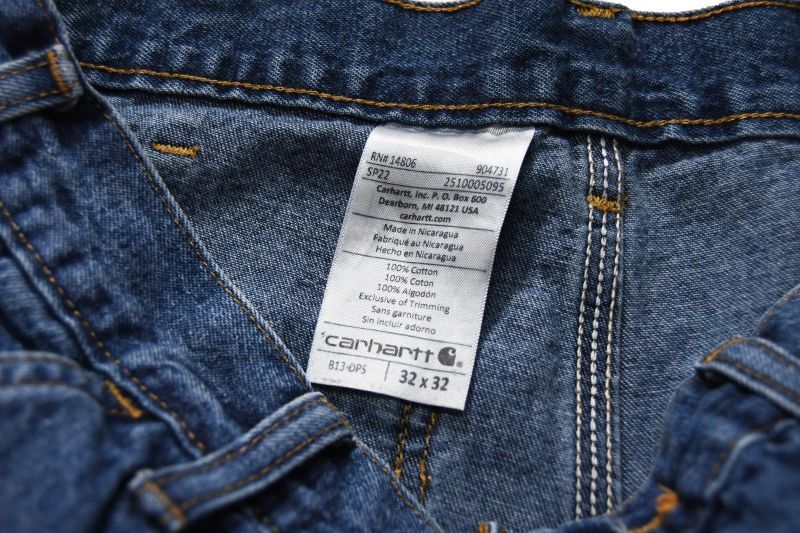 RN# 14806 904731
SP22 2510005095
Carhartt, Inc. P. O. Box 600
Dearborn, MI 48121 USA
carhartt.com
Made in Nicaragua
Fabriqué au Nicaragua
Hecho en Nicaragua
100% Cotton
100% Coton
100% Algodón
Exclusive of Trimming
Sans garniture
Sin incluir adorno
carhartt
B13-DPS 32 x 32